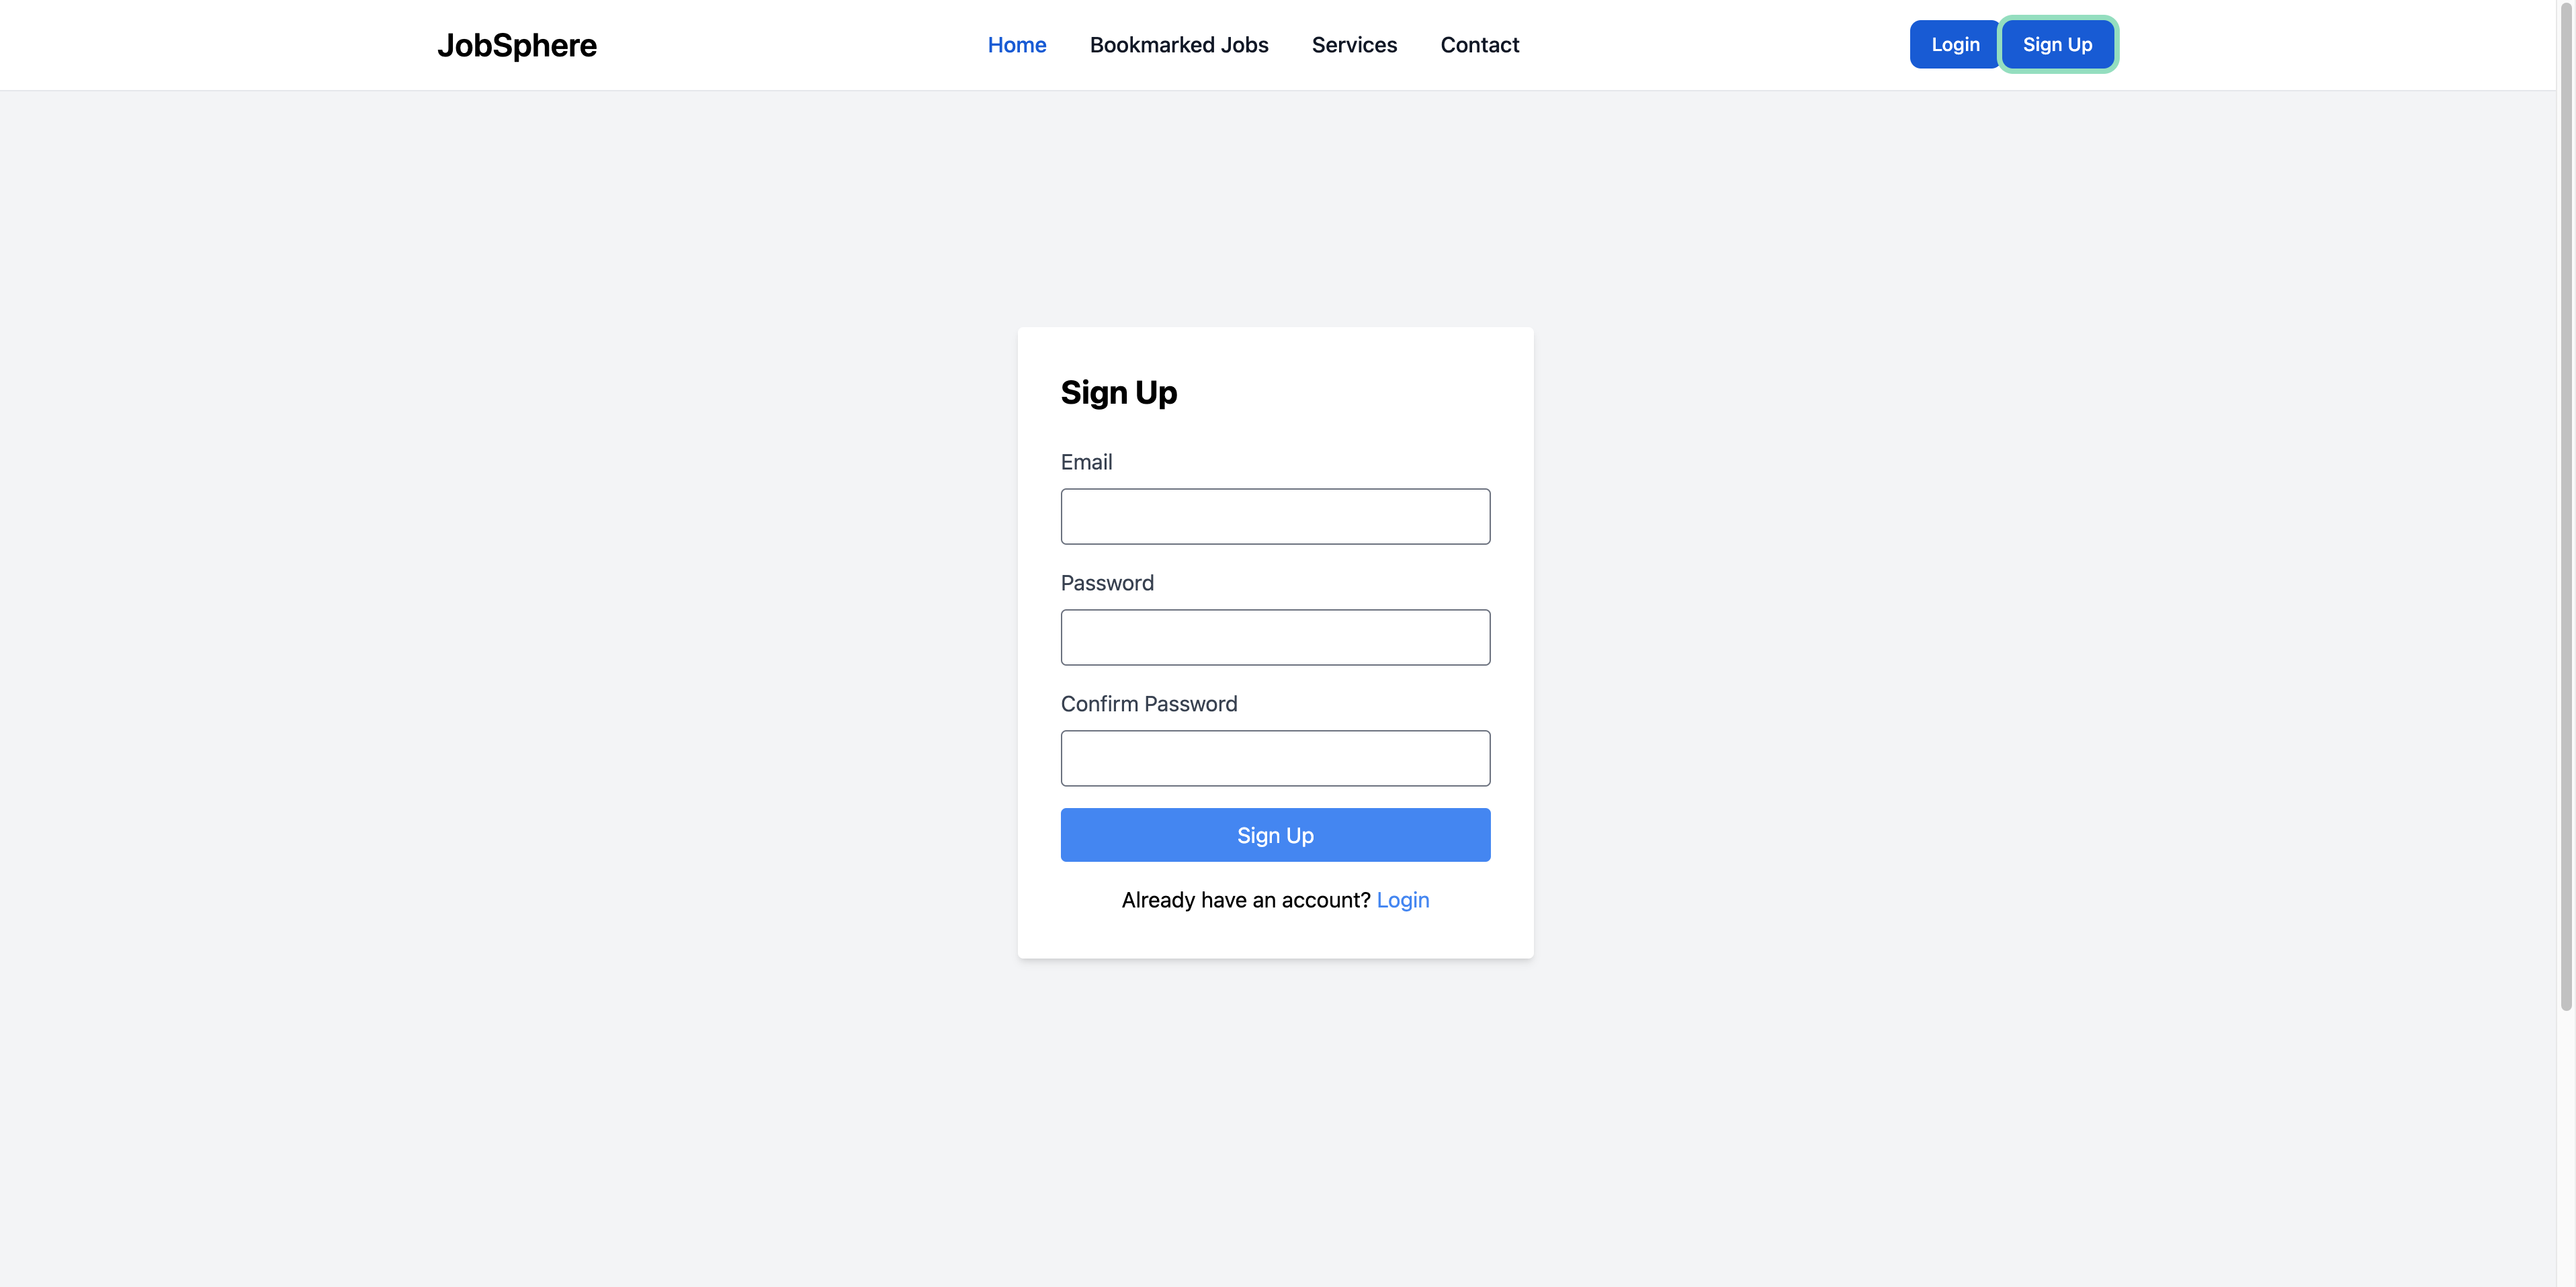 JobSphere Home Bookmarked Jobs Services Contact Login Sign Up
Sign Up
Email
Password
Confirm Password
Sign Up
Already have an account? Login